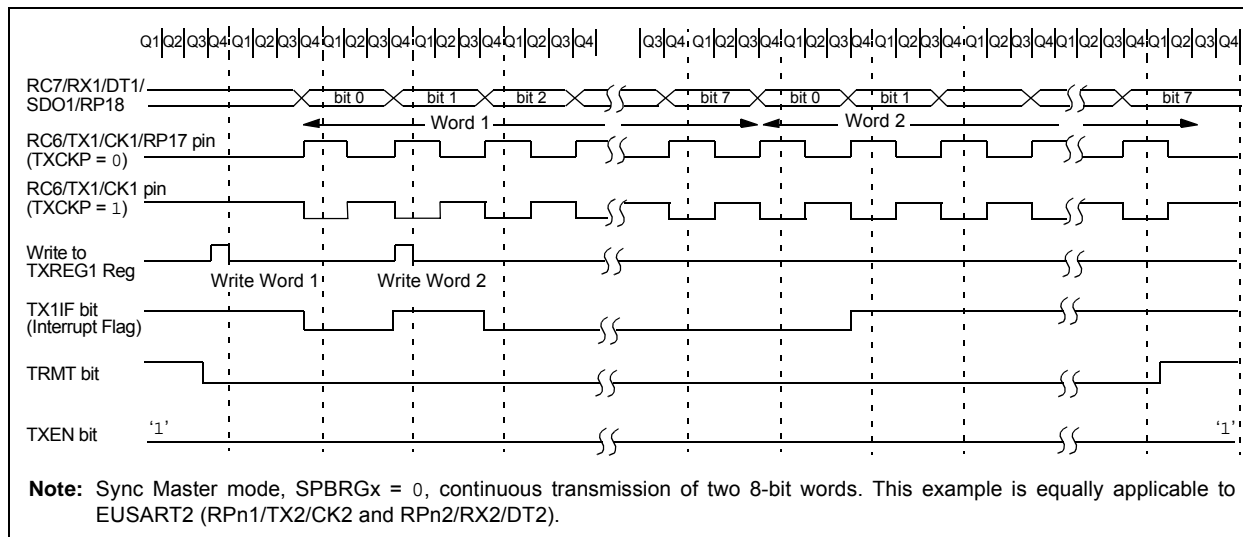 Q1 Q2 Q3 Q4 Q1 Q2 Q3 Q4 Q1 Q2 Q3 Q4 Q1 Q2 Q3 Q4 Q1 Q2 Q3 Q4 Q3 Q4 Q1 Q2 Q3 Q4 Q1 Q2 Q3 Q4 Q1 Q2 Q3 Q4 Q1 Q2 Q3 Q4 Q1 Q2 Q3 Q4 Q1 Q2 Q3 Q4
RC7/RX1/DT1/
SDO1/RP18
bit 0 bit 1 bit 2 bit 7 bit 0 bit 1 bit 7
Word 1 Word 2
RC6/TX1/CK1/RP17 pin
(TXCKP = 0)
RC6/TX1/CK1 pin
(TXCKP = 1)
Write to
TXREG1 Reg
Write Word 1 Write Word 2
TX1IF bit
(Interrupt Flag)
TRMT bit
TXEN bit
‘1’ ‘1’
Note: Sync Master mode, SPBRGx = 0, continuous transmission of two 8-bit words. This example is equally applicable to
EUSART2 (RPn1/TX2/CK2 and RPn2/RX2/DT2).